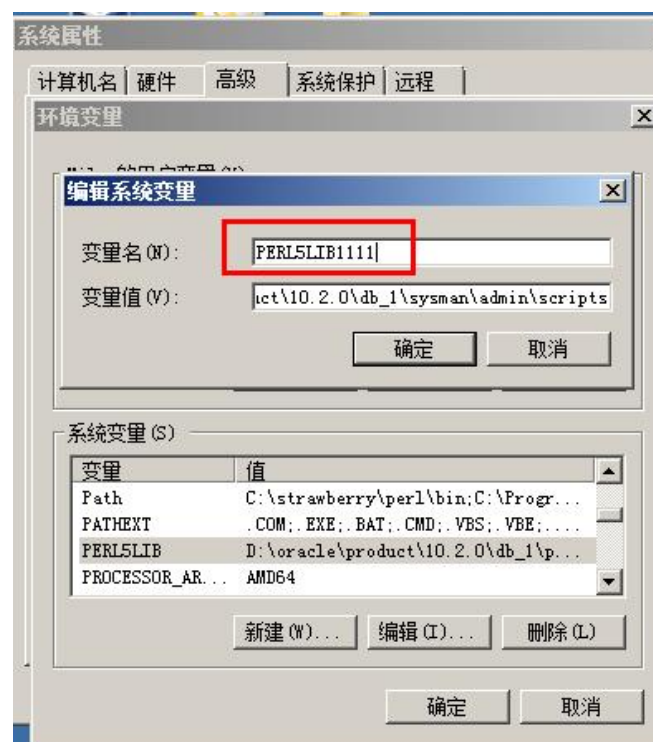 系统属性
计算机名 硬件 高级 系统保护 远程
环境变量
编辑系统变量
变量名(N): PERL5LIB1111
变量值(V): uct\10.2.0\db_1\sysman\admin\scripts
确定 取消
系统变量(S)
变量 值
Path C:\strawberry\perl\bin;C:\Progr...
PATHEXT .COM;.EXE;.BAT;.CMD;.VBS;.VBE;....
PERL5LIB D:\oracle\product\10.2.0\db_1\p...
PROCESSOR_AR... AMD64
新建(W)... 编辑(I)... 删除(L)
确定 取消